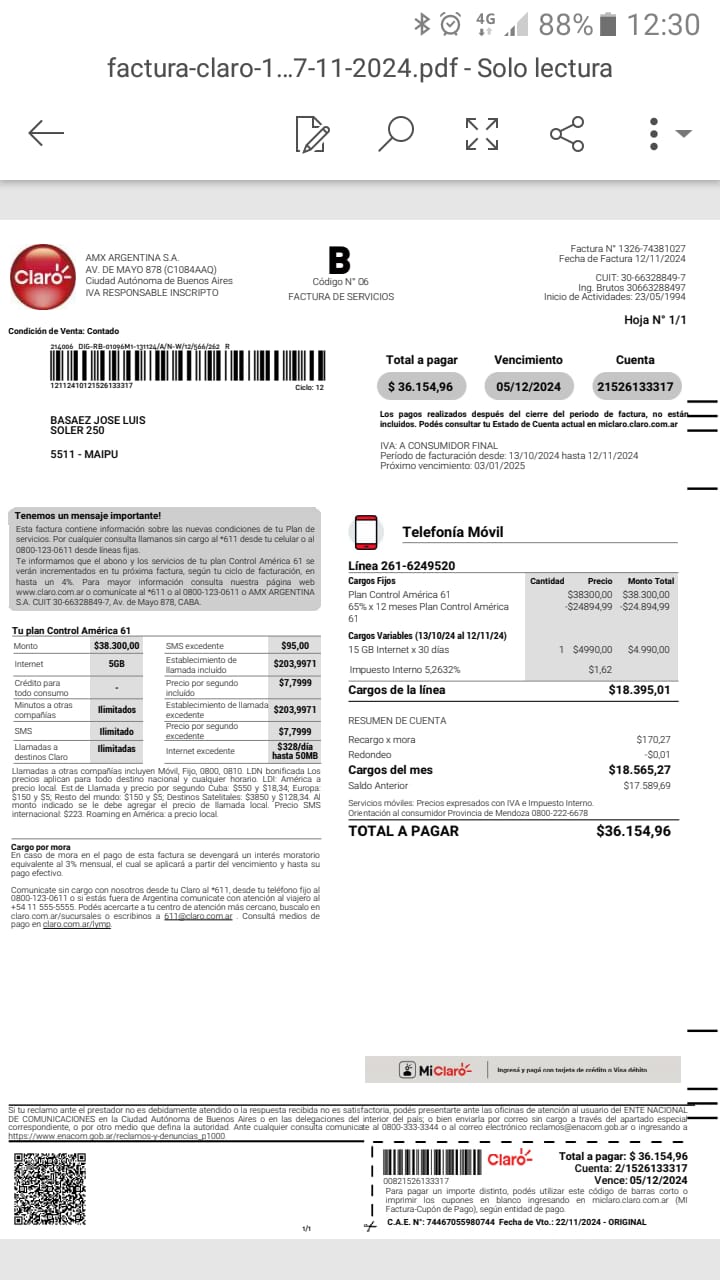 4G 88% 12:30
factura-claro-1...7-11-2024.pdf - Solo lectura
Claro
AMX ARGENTINA S.A.
AV. DE MAYO 878 (C1084AAQ)
Ciudad Autónoma de Buenos Aires
IVA RESPONSABLE INSCRIPTO
B
Código N° 06
FACTURA DE SERVICIOS
Factura N° 1326-74381027
Fecha de Factura 12/11/2024
CUIT: 30-66328849-7
Ing. Brutos 30663288497
Inicio de Actividades: 23/05/1994
Hoja N° 1/1
Condición de Venta: Contado
214006 DIG-RB-01096M1-131124/A/N-W/12/566/262 R
12112410121526133317 Ciclo: 12
Total a pagar Vencimiento Cuenta
$ 36.154,96 05/12/2024 21526133317
Los pagos realizados después del cierre del periodo de factura, no están
incluidos. Podés consultar tu Estado de Cuenta actual en miclaro.claro.com.ar
BASAEZ JOSE LUIS
SOLER 250
5511 - MAIPU
IVA: A CONSUMIDOR FINAL
Período de facturación desde: 13/10/2024 hasta 12/11/2024
Próximo vencimiento: 03/01/2025
Tenemos un mensaje importante!
Esta factura contiene información sobre las nuevas condiciones de tu Plan de
servicios. Por cualquier consulta llamanos sin cargo al *611 desde tu celular o al
0800-123-0611 desde líneas fijas.
Te informamos que el abono y los servicios de tu plan Control América 61 se
verán incrementados en tu próxima factura, según tu ciclo de facturación, en
hasta un 4%. Para mayor información consulta nuestra página web
www.claro.com.ar o comunícate al *611 o al 0800-123-0611 o AMX ARGENTINA
S.A. CUIT 30-66328849-7, Av. de Mayo 878, CABA.
Tu plan Control América 61
Monto $38.300,00 SMS excedente $95,00
Internet 5GB Establecimiento de llamada incluído $203,9971
Crédito para todo consumo - Precio por segundo incluído $7,7999
Minutos a otras compañías Ilimitados Establecimiento de llamada excedente $203,9971
SMS Ilimitado Precio por segundo excedente $7,7999
Llamadas a destinos Claro Ilimitadas Internet excedente $328/día hasta 50MB
Llamadas a otras compañías incluyen Móvil, Fijo, 0800, 0810. LDN bonificada Los
precios aplican para todo destino nacional y cualquier horario. LDI: América a
precio local. Est.de Llamada y precio por segundo Cuba: $550 y $18,34; Europa:
$150 y $5; Resto del mundo: $150 y $5; Destinos Satelitales: $3850 y $128,34. Al
monto indicado se le debe agregar el precio de llamada local. Precio SMS
internacional: $223. Roaming en América: a precio local.
Cargo por mora
En caso de mora en el pago de esta factura se devengará un interés moratorio
equivalente al 3% mensual, el cual se aplicará a partir del vencimiento y hasta su
pago efectivo.
Comunicate sin cargo con nosotros desde tu Claro al *611, desde tu teléfono fijo al
0800-123-0611 o si estás fuera de Argentina comunicate con atención al viajero al
+54 11 555-5555. Podés acercarte a tu centro de atención más cercano, buscalo en
claro.com.ar/sucursales o escribinos a 611@claro.com.ar . Consultá medios de
pago en claro.com.ar/lymp.
Telefonía Móvil
Línea 261-6249520
Cargos Fijos Cantidad Precio Monto Total
Plan Control América 61 $38300,00 $38.300,00
65% x 12 meses Plan Control América -$24894,99 -$24.894,99
61
Cargos Variables (13/10/24 al 12/11/24)
15 GB Internet x 30 días 1 $4990,00 $4.990,00
Impuesto Interno 5,2632% $1,62
Cargos de la línea $18.395,01
RESUMEN DE CUENTA
Recargo x mora $170,27
Redondeo -$0,01
Cargos del mes $18.565,27
Saldo Anterior $17.589,69
Servicios móviles: Precios expresados con IVA e Impuesto Interno.
Orientación al consumidor Provincia de Mendoza 0800-222-6678
TOTAL A PAGAR $36.154,96
MiClaro Ingresá y pagá con tarjeta de crédito o Visa débito
Si tu reclamo ante el prestador no es debidamente atendido o la respuesta recibida no es satisfactoria, podés presentarte ante las oficinas de atención al usuario del ENTE NACIONAL
DE COMUNICACIONES en la Ciudad Autónoma de Buenos Aires o en las delegaciones del interior del país; o bien enviarla por correo sin cargo a través del apartado especial
correspondiente, o por otro medio que defina la autoridad. Ante cualquier consulta comunicate al 0800-333-3344 o al correo electrónico reclamos@enacom.gob.ar o ingresando a
https://www.enacom.gob.ar/reclamos-y-denuncias_p1000
1/1
Claro
00821526133317
Total a pagar: $ 36.154,96
Cuenta: 2/1526133317
Vence: 05/12/2024
Para pagar un importe distinto, podés utilizar este código de barras corto o
imprimir los cupones en blanco ingresando en miclaro.claro.com.ar (MI
Factura-Cupón de Pago), según entidad de pago.
C.A.E. N°: 74467055980744 Fecha de Vto.: 22/11/2024 - ORIGINAL